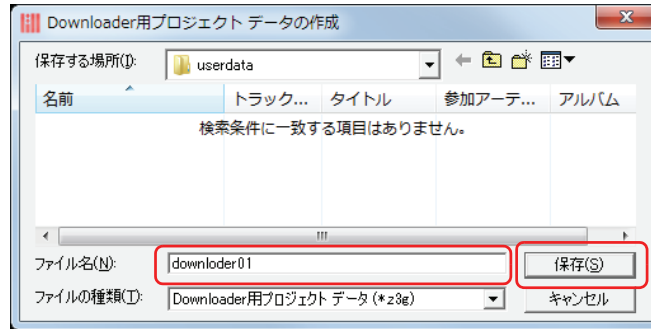 Downloader用プロジェクト データの作成
保存する場所(I): userdata
名前 トラック... タイトル 参加アーテ... アルバム
検索条件に一致する項目はありません。
ファイル名(N): downloder01 保存(S)
ファイルの種類(T): Downloader用プロジェクト データ (*z3g) キャンセル